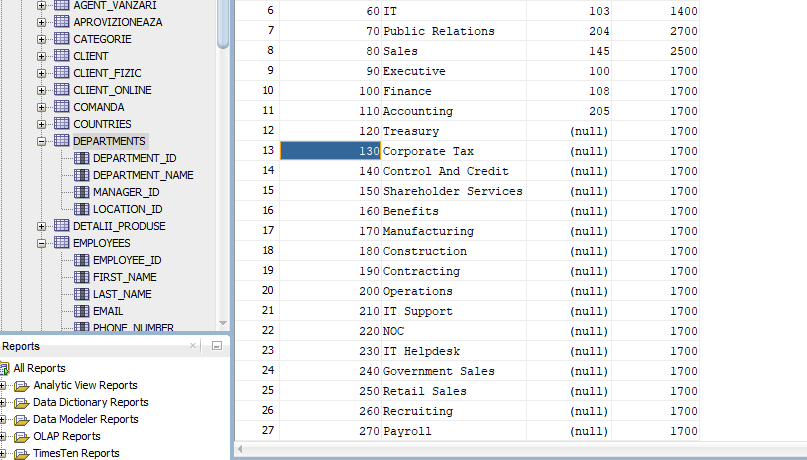 AGENT_VANZARI
APROVIZIONEAZA
CATEGORIE
CLIENT
CLIENT_FIZIC
CLIENT_ONLINE
COMANDA
COUNTRIES
DEPARTMENTS
DEPARTMENT_ID
DEPARTMENT_NAME
MANAGER_ID
LOCATION_ID
DETALII_PRODUSE
EMPLOYEES
EMPLOYEE_ID
FIRST_NAME
LAST_NAME
EMAIL
PHONE_NUMBER
Reports
All Reports
Analytic View Reports
Data Dictionary Reports
Data Modeler Reports
OLAP Reports
TimesTen Reports
6 60 IT 103 1400
7 70 Public Relations 204 2700
8 80 Sales 145 2500
9 90 Executive 100 1700
10 100 Finance 108 1700
11 110 Accounting 205 1700
12 120 Treasury (null) 1700
13 130 Corporate Tax (null) 1700
14 140 Control And Credit (null) 1700
15 150 Shareholder Services (null) 1700
16 160 Benefits (null) 1700
17 170 Manufacturing (null) 1700
18 180 Construction (null) 1700
19 190 Contracting (null) 1700
20 200 Operations (null) 1700
21 210 IT Support (null) 1700
22 220 NOC (null) 1700
23 230 IT Helpdesk (null) 1700
24 240 Government Sales (null) 1700
25 250 Retail Sales (null) 1700
26 260 Recruiting (null) 1700
27 270 Payroll (null) 1700